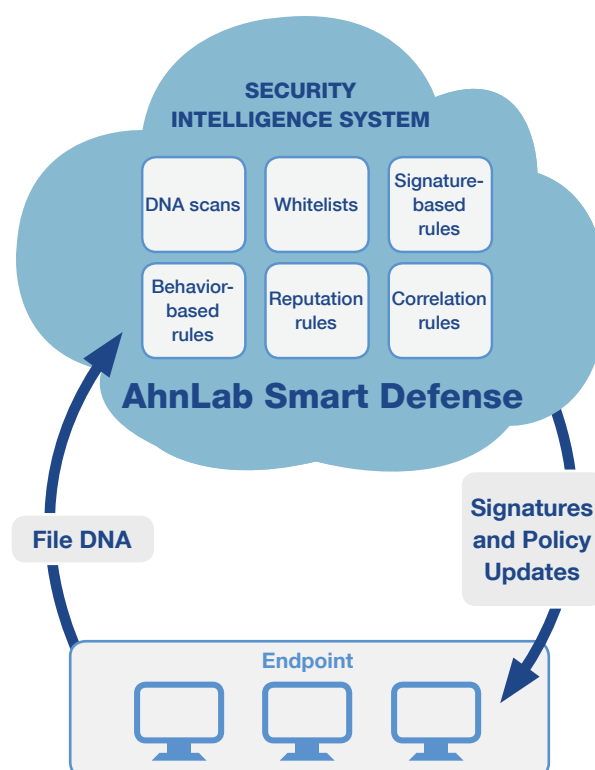 SECURITY
INTELLIGENCE SYSTEM
DNA scans
Whitelists
Signature-
based
rules
Behavior-
based
rules
Reputation
rules
Correlation
rules
AhnLab Smart Defense
File DNA
Signatures
and Policy
Updates
Endpoint